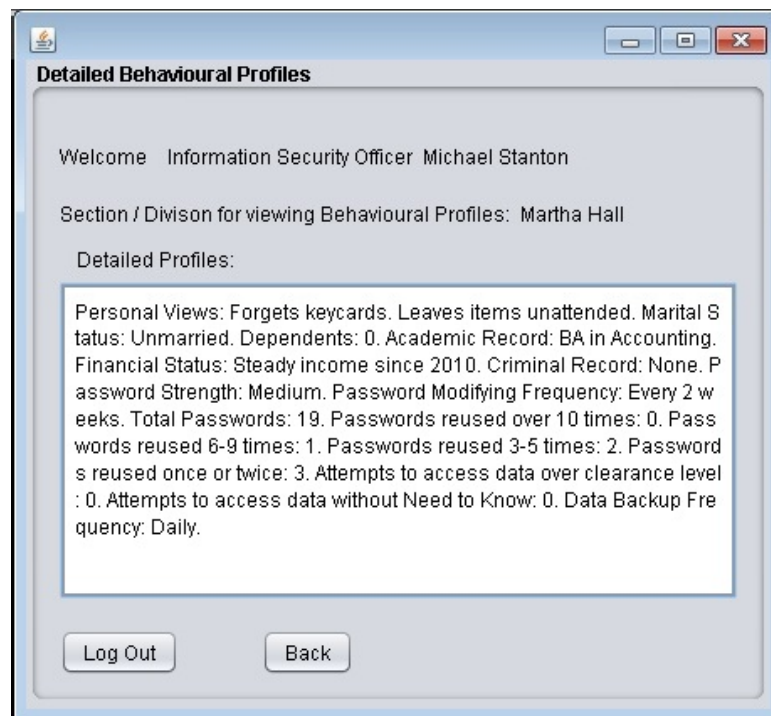 Detailed Behavioural Profiles
Welcome Information Security Officer Michael Stanton
Section / Divison for viewing Behavioural Profiles: Martha Hall
Detailed Profiles:
Personal Views: Forgets keycards. Leaves items unattended. Marital S
tatus: Unmarried. Dependents: 0. Academic Record: BA in Accounting.
Financial Status: Steady income since 2010. Criminal Record: None. P
assword Strength: Medium. Password Modifying Frequency: Every 2 w
eeks. Total Passwords: 19. Passwords reused over 10 times: 0. Pass
words reused 6-9 times: 1. Passwords reused 3-5 times: 2. Password
s reused once or twice: 3. Attempts to access data over clearance level
: 0. Attempts to access data without Need to Know: 0. Data Backup Fre
quency: Daily.
Log Out Back